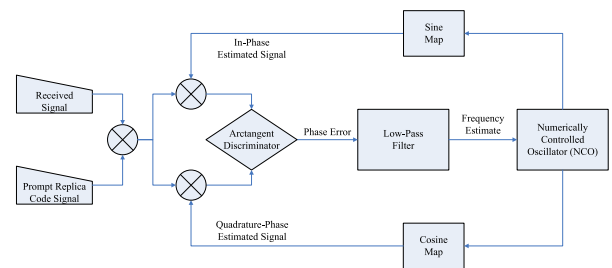 Sine
Map
In-Phase
Estimated Signal
Received
Signal
Arctangent
Discriminator
Phase Error
Low-Pass
Filter
Frequency
Estimate
Numerically
Controlled
Oscillator (NCO)
Prompt Replica
Code Signal
Quadrature-Phase
Estimated Signal
Cosine
Map